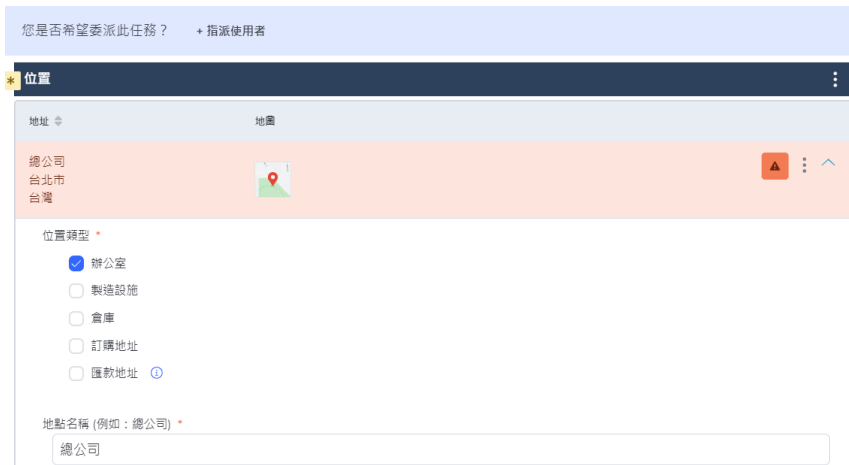 您是否希望委派此任務？ + 指派使用者
* 位置
地址 地圖
總公司
台北市
台灣
位置類型 *
辦公室
製造設施
倉庫
訂購地址
匯款地址
地點名稱 (例如：總公司) *
總公司